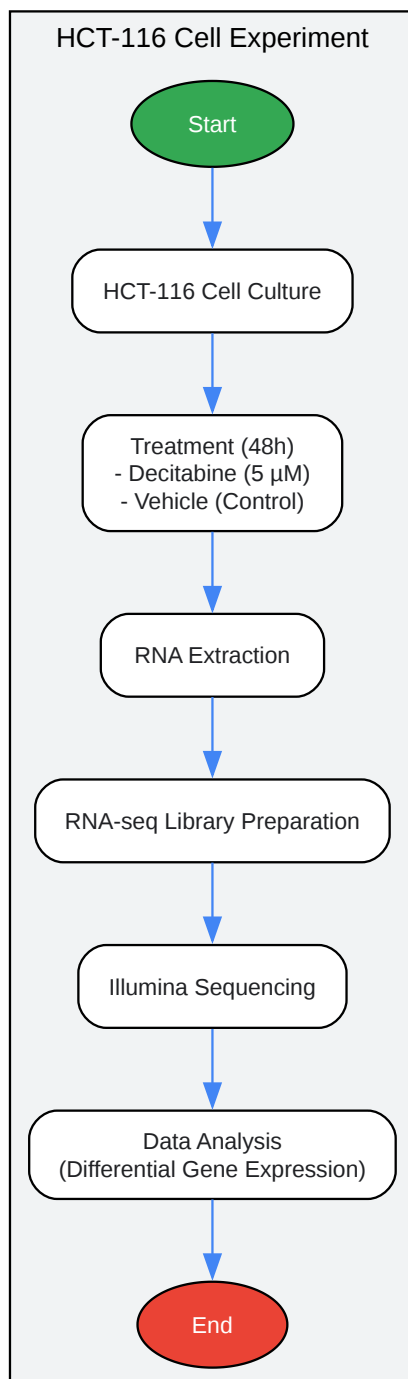 HCT-116 Cell Experiment
Start
HCT-116 Cell Culture
Treatment (48h)
- Decitabine (5 µM)
- Vehicle (Control)
RNA Extraction
RNA-seq Library Preparation
Illumina Sequencing
Data Analysis
(Differential Gene Expression)
End